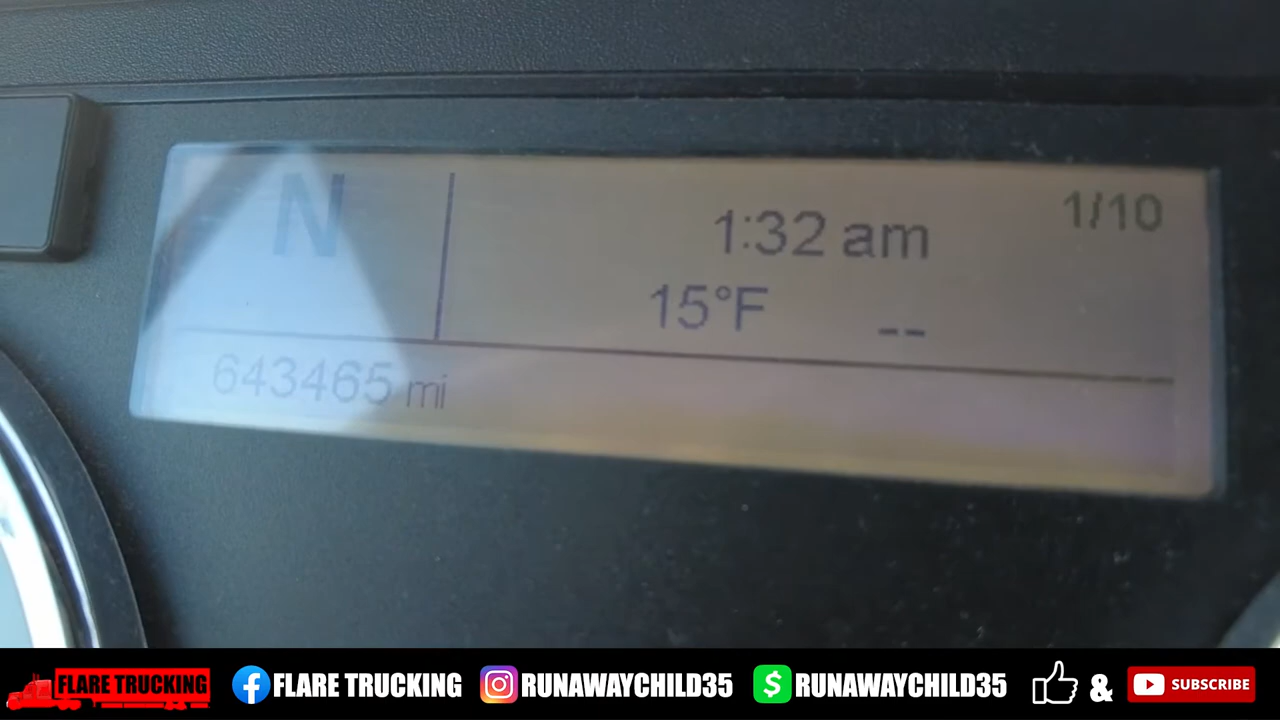 N
1:32 am
1/10
15°F
--
643465 mi
FLARE TRUCKING
FLARE TRUCKING
RUNAWAYCHILD35
$ RUNAWAYCHILD35
&
SUBSCRIBE